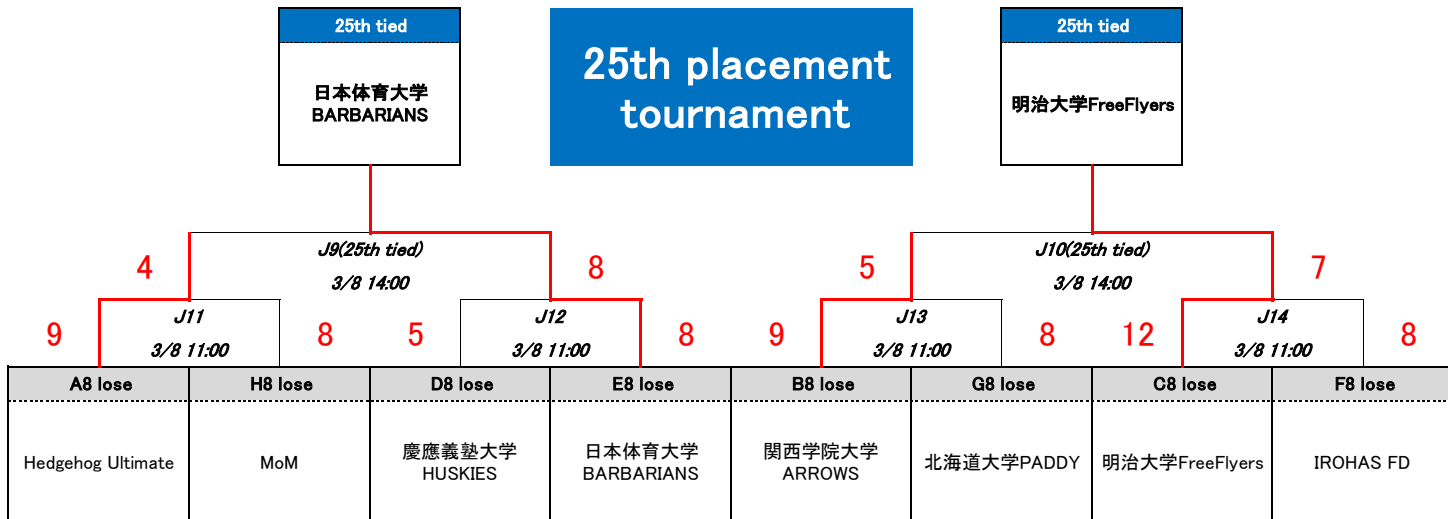 25th tied
25th placement
tournament
25th tied
日本体育大学
BARBARIANS
明治大学FreeFlyers
J9(25th tied)
J10(25th tied)
4
8
5
7
3/8 14:00
3/8 14:00
J11
J12
J13
J14
9
8
5
8
9
8
12
8
3/8 11:00
3/8 11:00
3/8 11:00
3/8 11:00
A8 lose
H8 lose
D8 lose
E8 lose
B8 lose
G8 lose
C8 lose
F8 lose
Hedgehog Ultimate
MoM
慶應義塾大学
HUSKIES
日本体育大学
BARBARIANS
関西学院大学
ARROWS
北海道大学PADDY
明治大学FreeFlyers
IROHAS FD